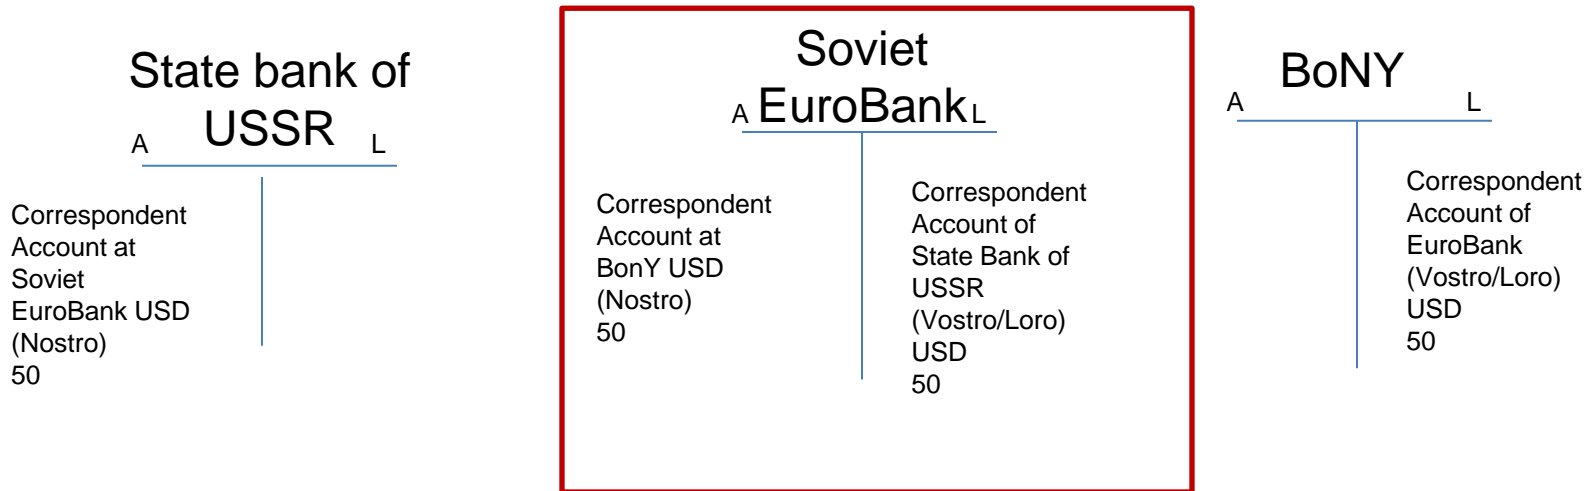 State bank of
USSR
A
L
Correspondent
Account at
Soviet
EuroBank USD
(Nostro)
50
Soviet
EuroBank
A
L
Correspondent
Account at
BonY USD
(Nostro)
50
Correspondent
Account of
State Bank of
USSR
(Vostro/Loro)
USD
50
BoNY
A
L
Correspondent
Account of
EuroBank
(Vostro/Loro)
USD
50